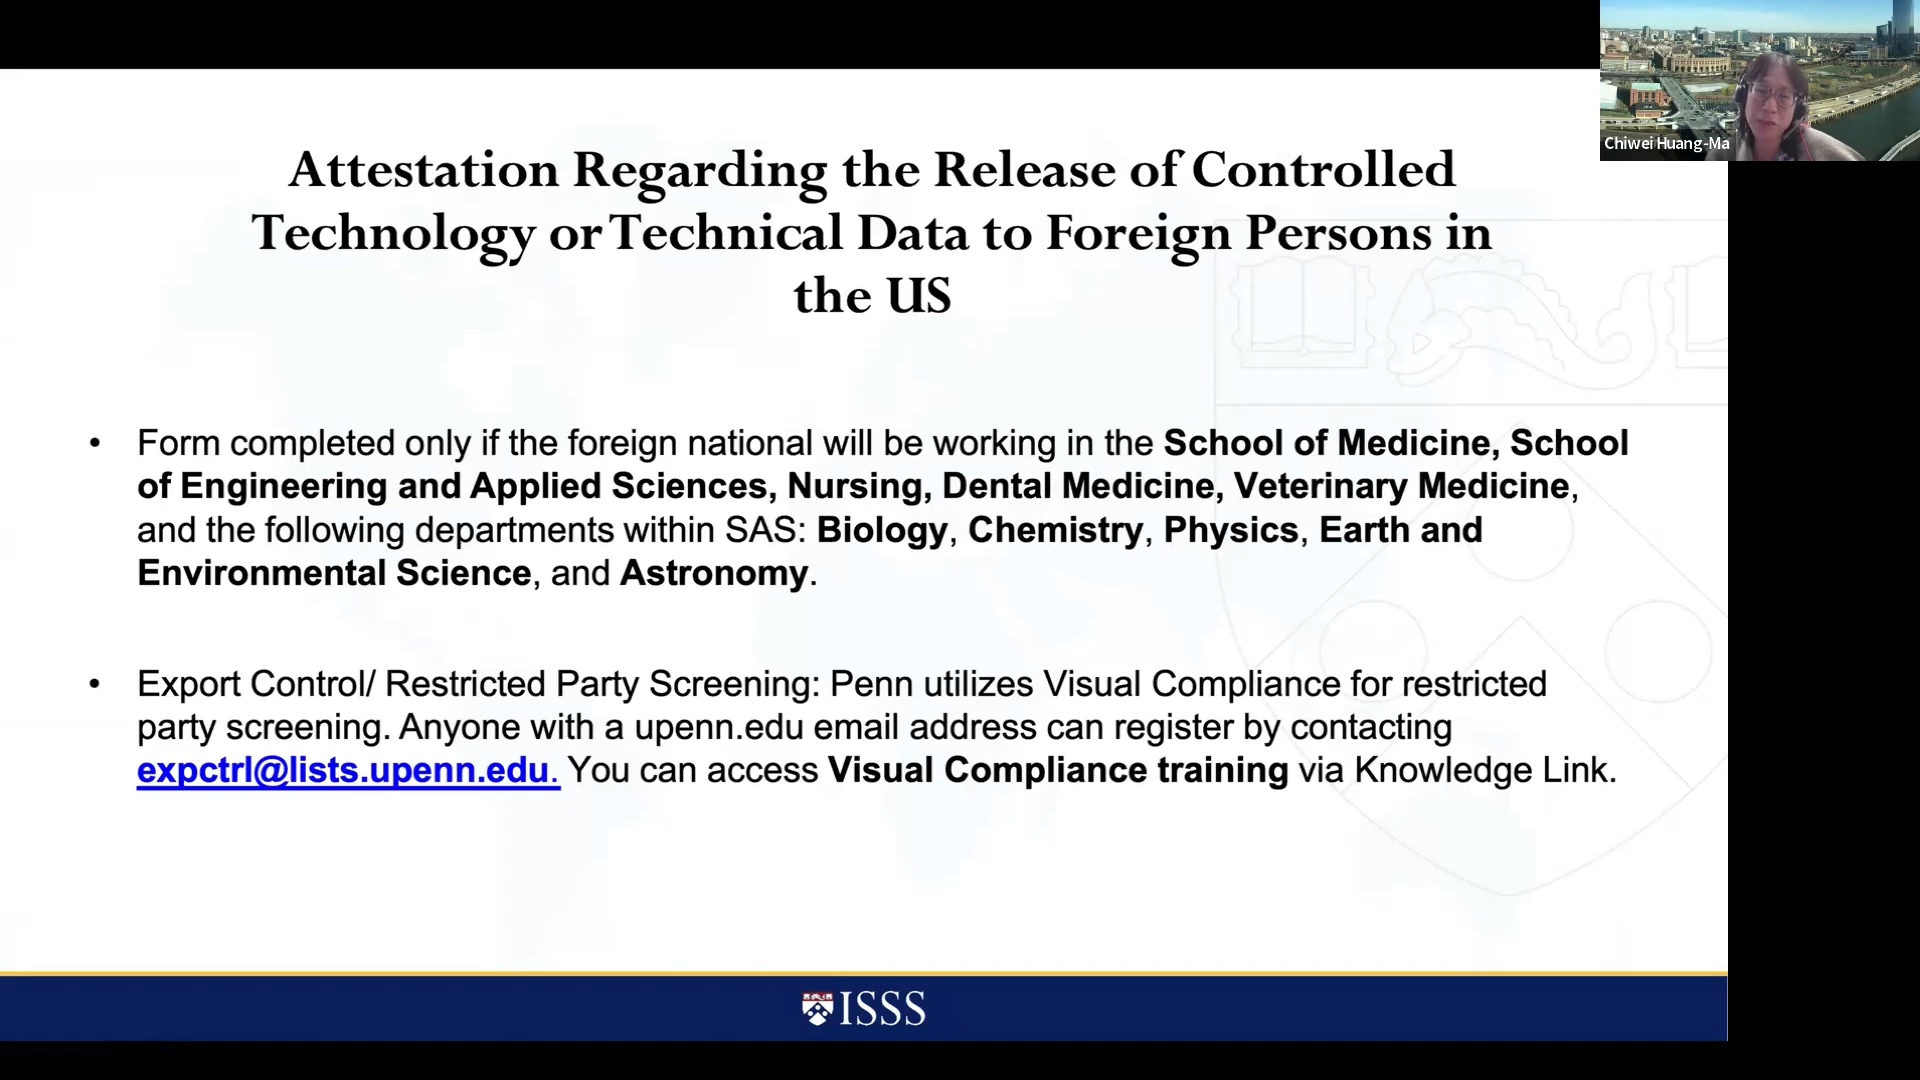 Chiwei Huang-Ma
Attestation Regarding the Release of Controlled
Technology or Technical Data to Foreign Persons in
the US
• Form completed only if the foreign national will be working in the School of Medicine, School
of Engineering and Applied Sciences, Nursing, Dental Medicine, Veterinary Medicine,
and the following departments within SAS: Biology, Chemistry, Physics, Earth and
Environmental Science, and Astronomy.
• Export Control/ Restricted Party Screening: Penn utilizes Visual Compliance for restricted
party screening. Anyone with a upenn.edu email address can register by contacting
expctrl@lists.upenn.edu. You can access Visual Compliance training via Knowledge Link.
ISSS